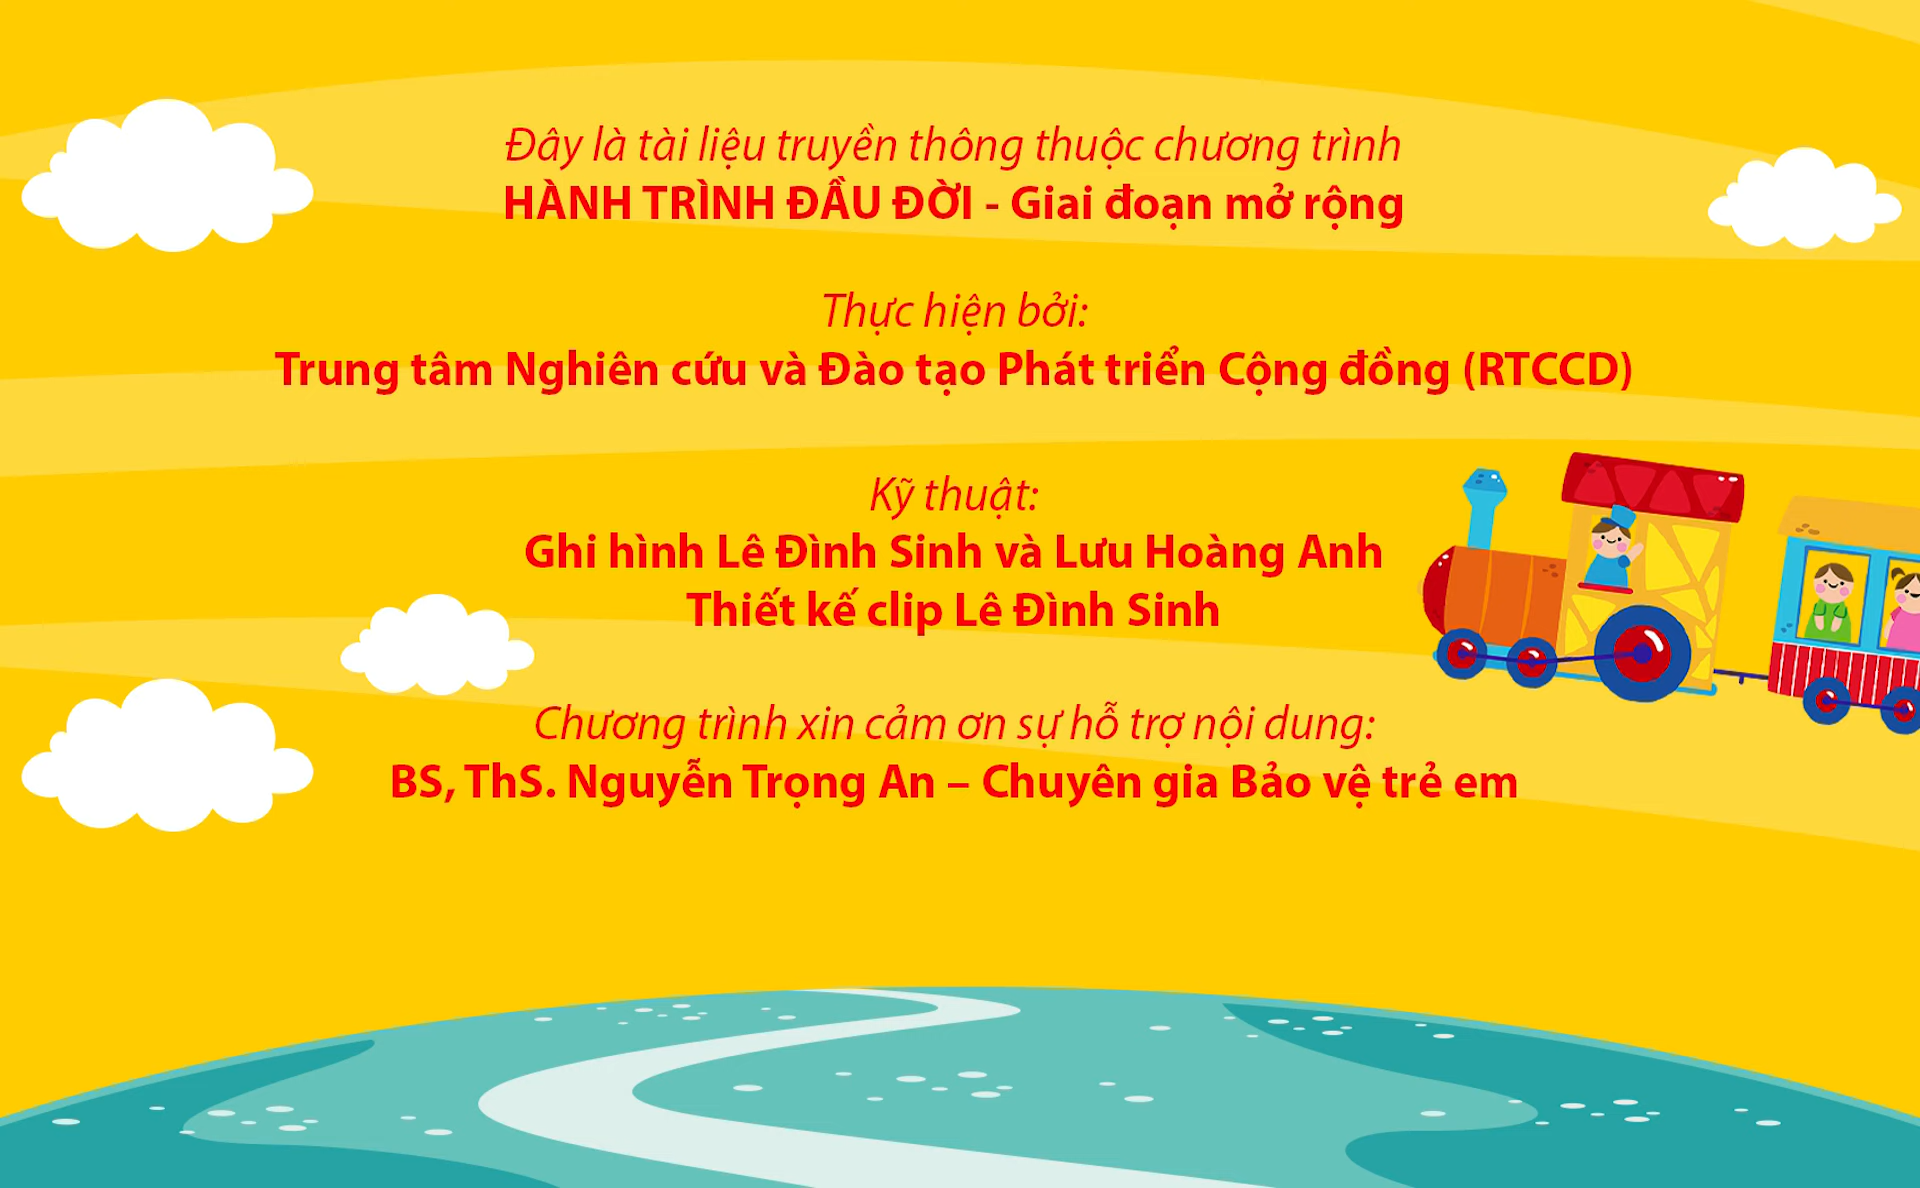 Đây là tài liệu truyền thông thuộc chương trình
HÀNH TRÌNH ĐẦU ĐỜI - Giai đoạn mở rộng
Thực hiện bởi:
Trung tâm Nghiên cứu và Đào tạo Phát triển Cộng đồng (RTCCD)
Kỹ thuật:
Ghi hình Lê Đình Sinh và Lưu Hoàng Anh
Thiết kế clip Lê Đình Sinh
Chương trình xin cảm ơn sự hỗ trợ nội dung:
BS, ThS. Nguyễn Trọng An – Chuyên gia Bảo vệ trẻ em